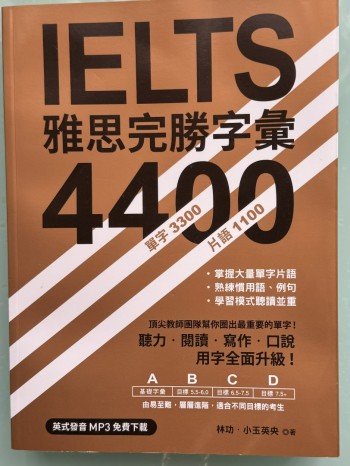 IELTS
雅思完勝字彙
4400
單字 3300
片語 1100
・掌握大量單字片語
・熟練慣用語、例句
・學習模式聽讀並重
頂尖教師團隊幫你圈出最重要的單字!
聽力・閱讀・寫作・口說
用字全面升級!
A B C D
基礎字彙 目標 5.5-6.0 目標 6.5-7.5 目標 7.5+
由易至難,層層進階,適合不同目標的考生
英式發音 MP3 免費下載
林功・小玉英央 ◎著